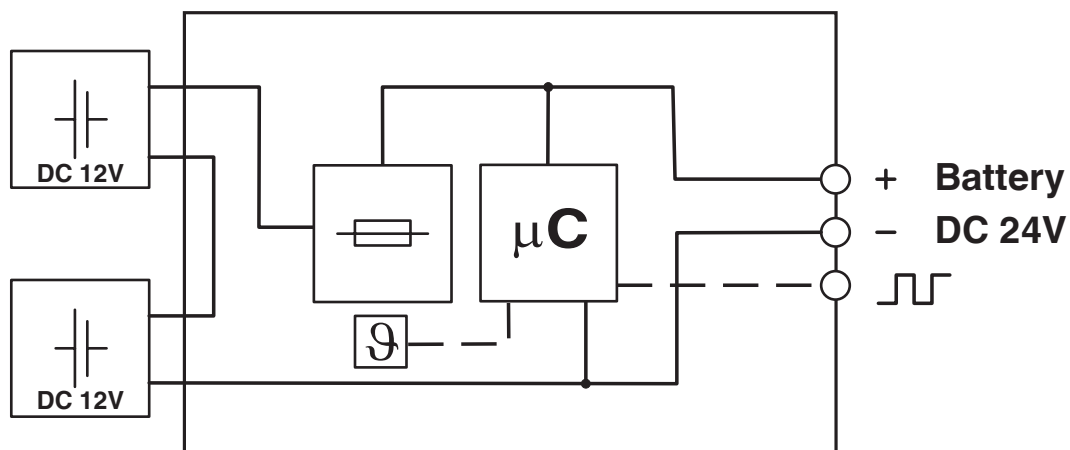 DC 12V
DC 12V
μC
ϑ
+ Battery
− DC 24V